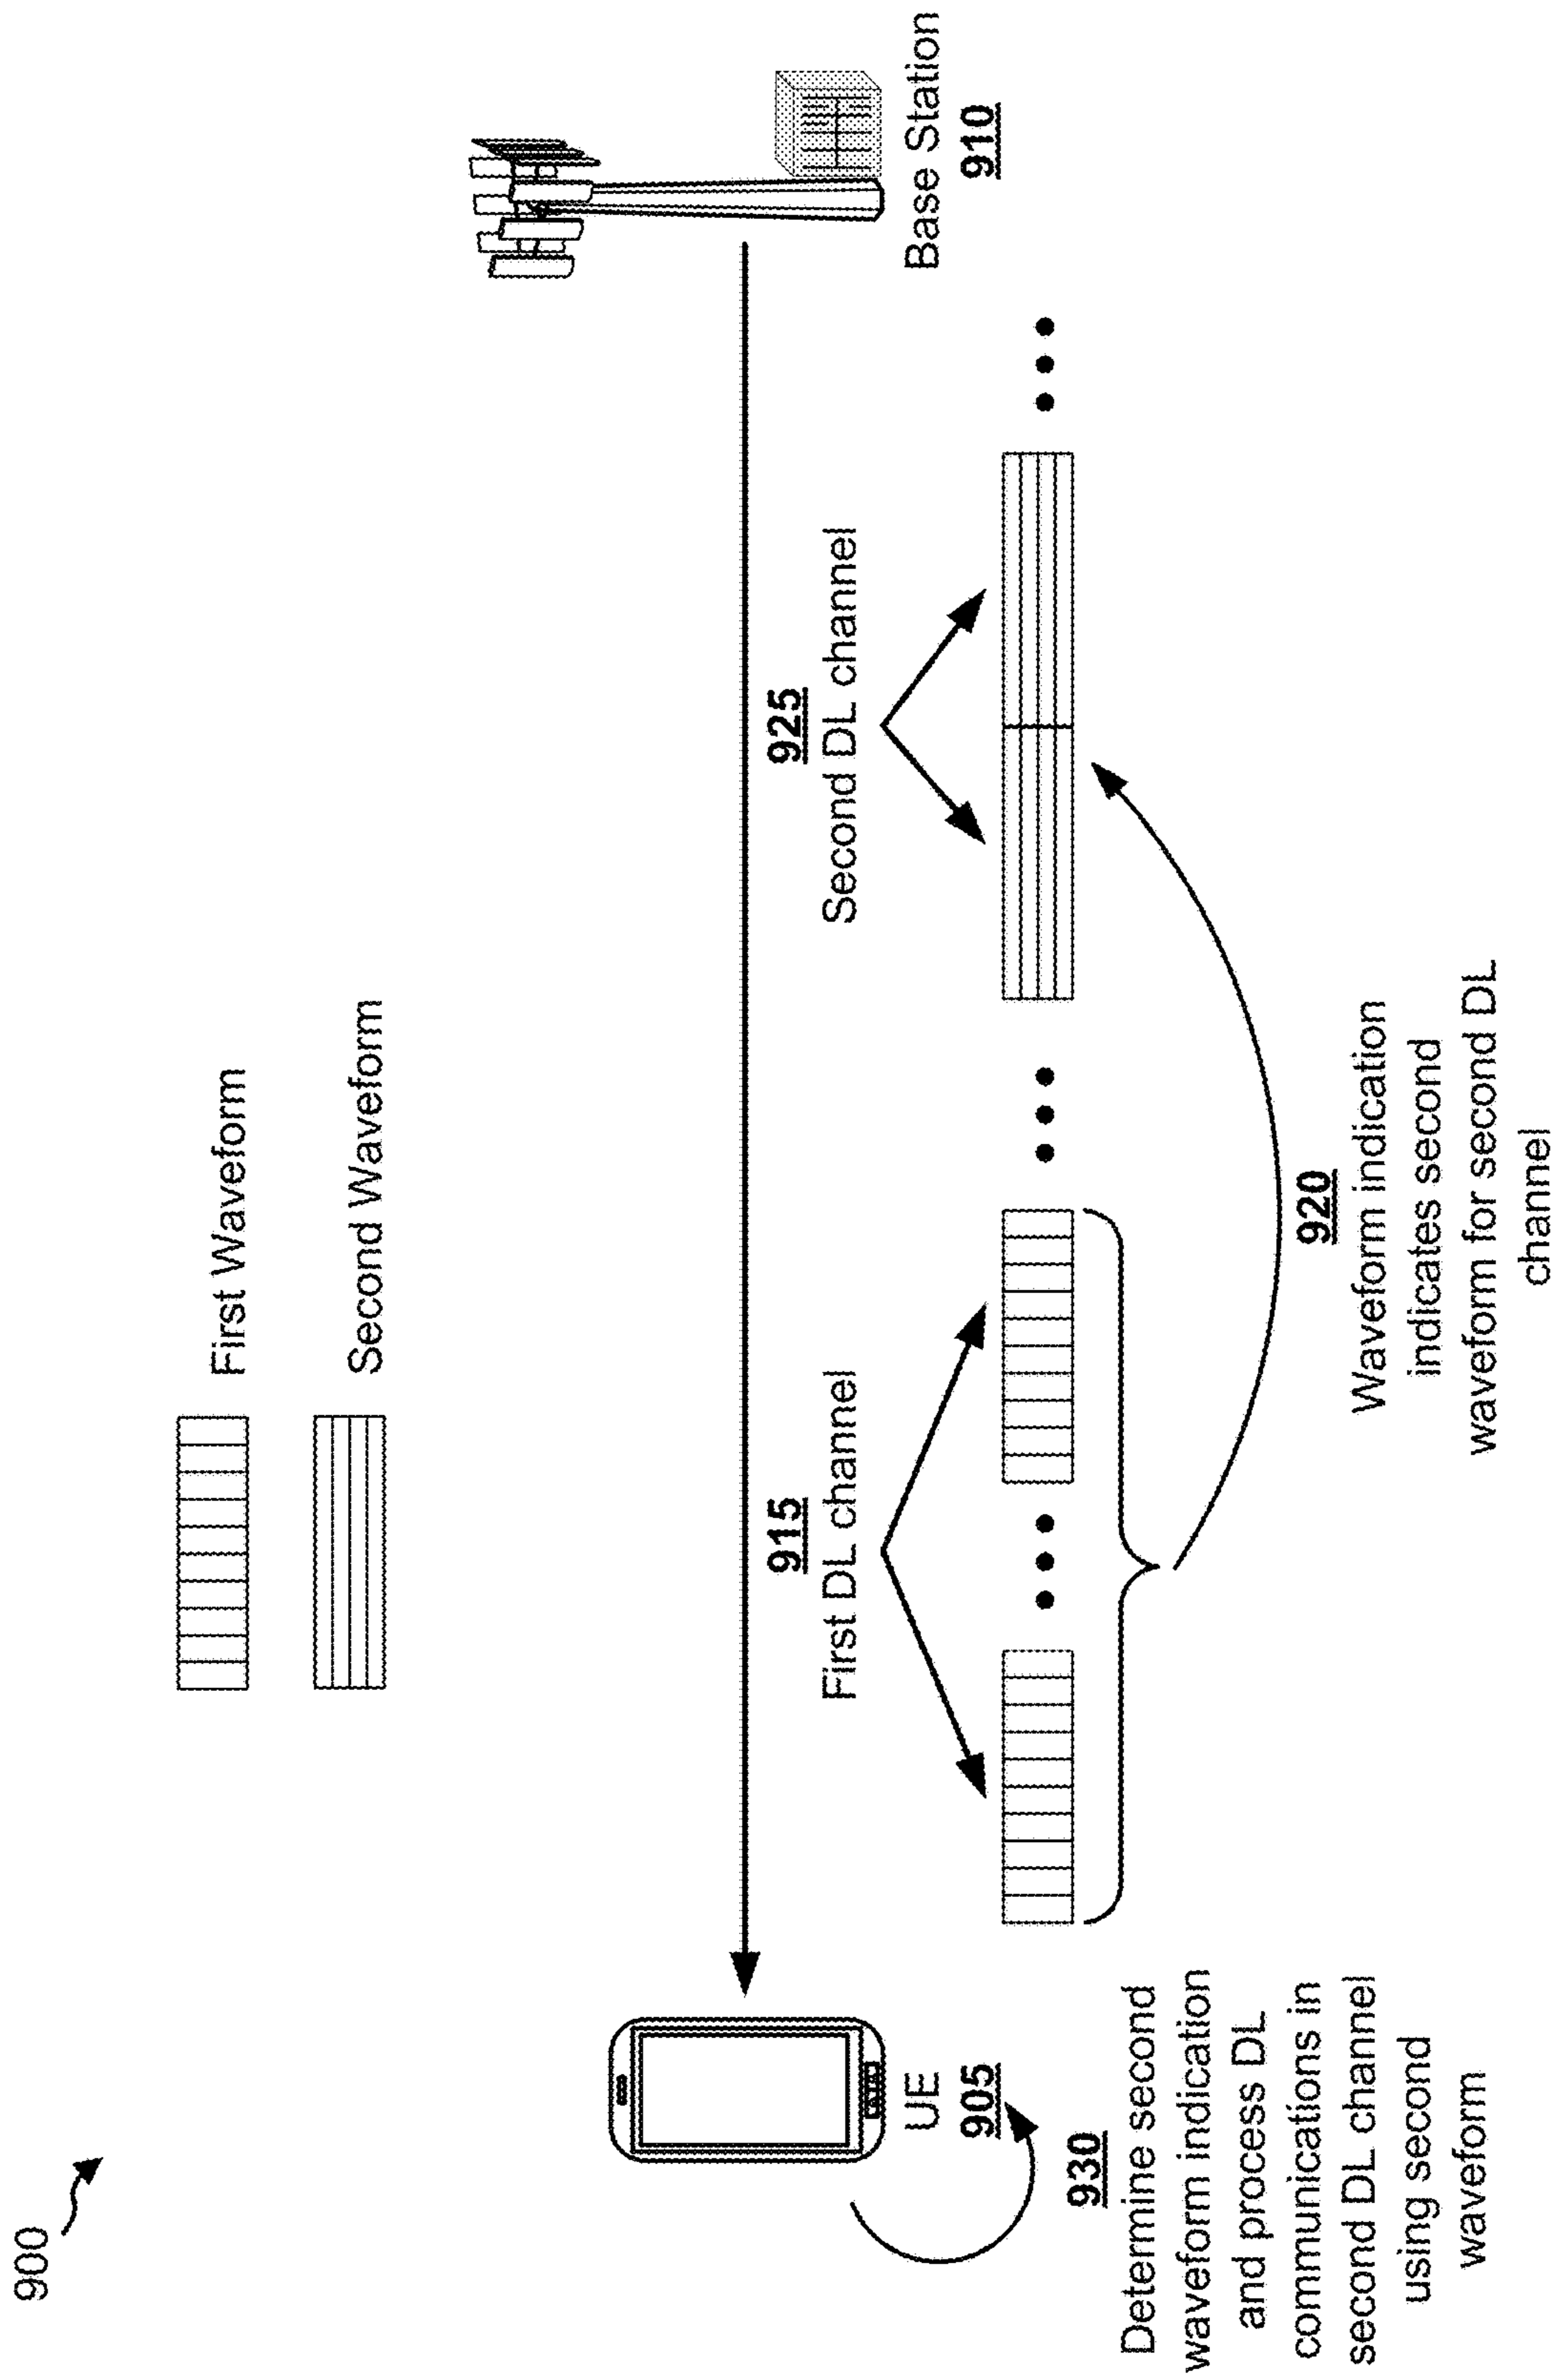 900
First Waveform
Second Waveform
UE
905
Base Station
910
915
First DL channel
925
Second DL channel
920
Waveform indication
indicates second
waveform for second DL
channel
930
Determine second
waveform indication
and process DL
communications in
second DL channel
using second
waveform